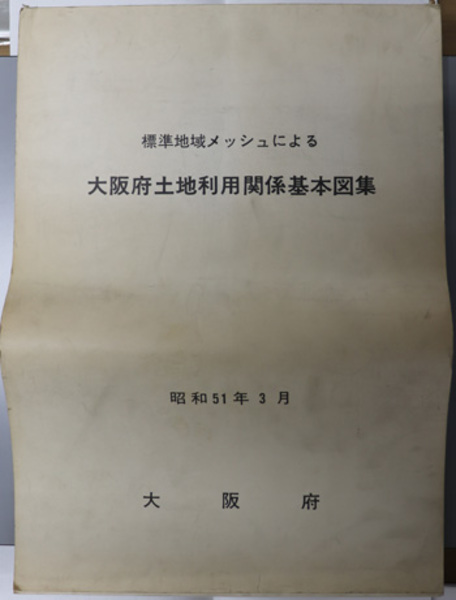 標準地域メッシュによる
大阪府土地利用関係基本図集
昭和51年3月
大阪府